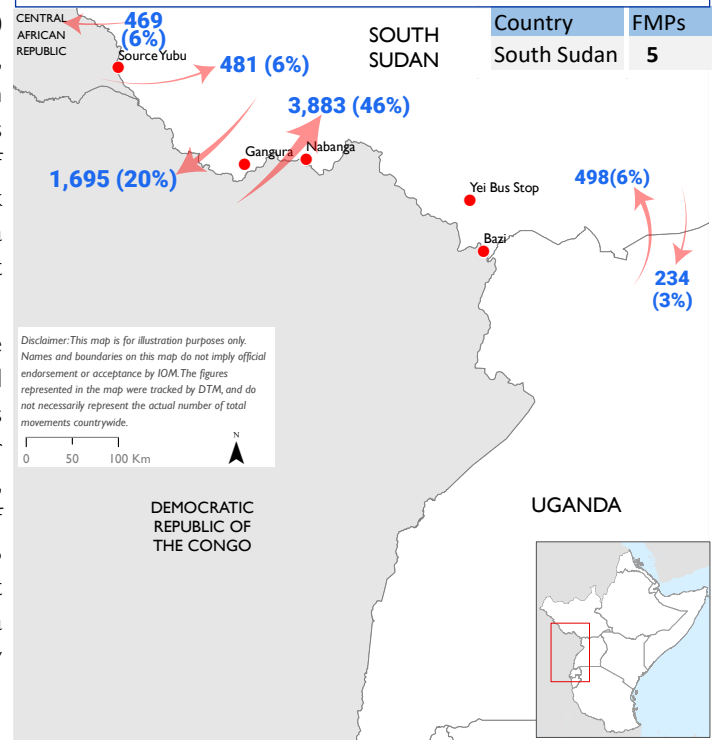 CENTRAL
AFRICAN
REPUBLIC
469
(6%)
Source Yubu
SOUTH
SUDAN
Country FMPs
South Sudan 5
481 (6%)
3,883 (46%)
Gangura
Nabanga
1,695 (20%)
Yei Bus Stop
498(6%)
Bazi
234
(3%)
Disclaimer: This map is for illustration purposes only.
Names and boundaries on this map do not imply official
endorsement or acceptance by IOM. The figures
represented in the map were tracked by DTM, and do
not necessarily represent the actual number of total
movements countrywide.
N
0 50 100 Km
DEMOCRATIC
REPUBLIC OF
THE CONGO
UGANDA